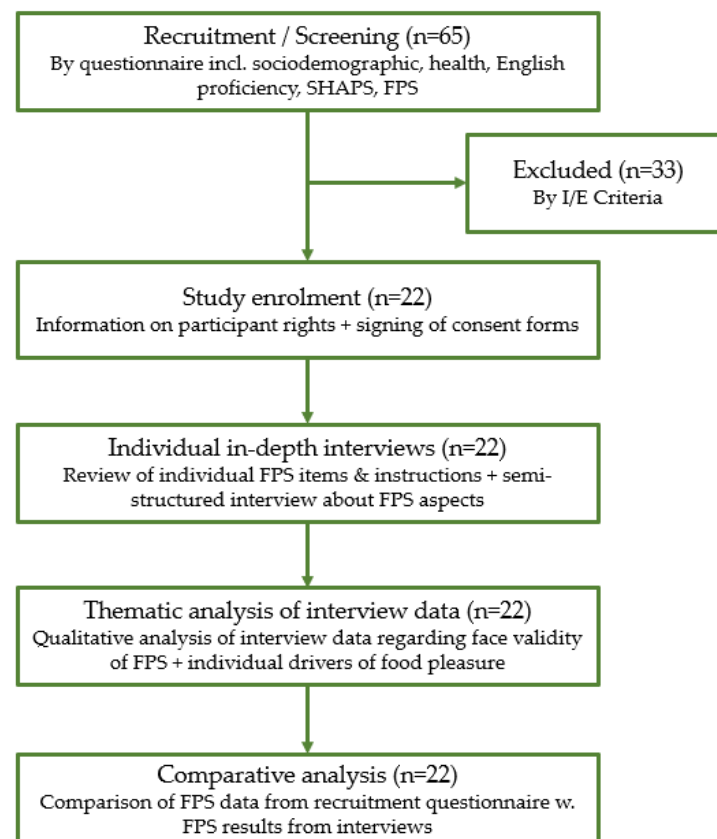 Recruitment / Screening (n=65)
By questionnaire incl. sociodemographic, health, English
proficiency, SHAPS, FPS
Excluded (n=33)
By I/E Criteria
Study enrolment (n=22)
Information on participant rights + signing of consent forms
Individual in-depth interviews (n=22)
Review of individual FPS items & instructions + semi-
structured interview about FPS aspects
Thematic analysis of interview data (n=22)
Qualitative analysis of interview data regarding face validity
of FPS + individual drivers of food pleasure
Comparative analysis (n=22)
Comparison of FPS data from recruitment questionnaire w.
FPS results from interviews